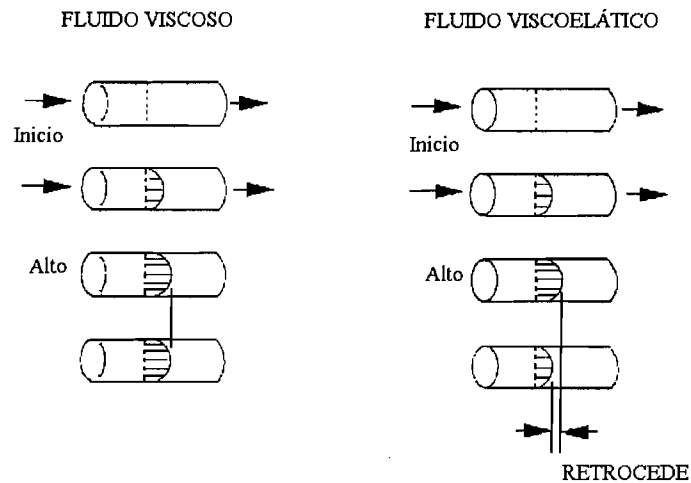 FLUIDO VISCOSO
Inicio
Alto
FLUIDO VISCOELÁTICO
Inicio
Alto
RETROCEDE